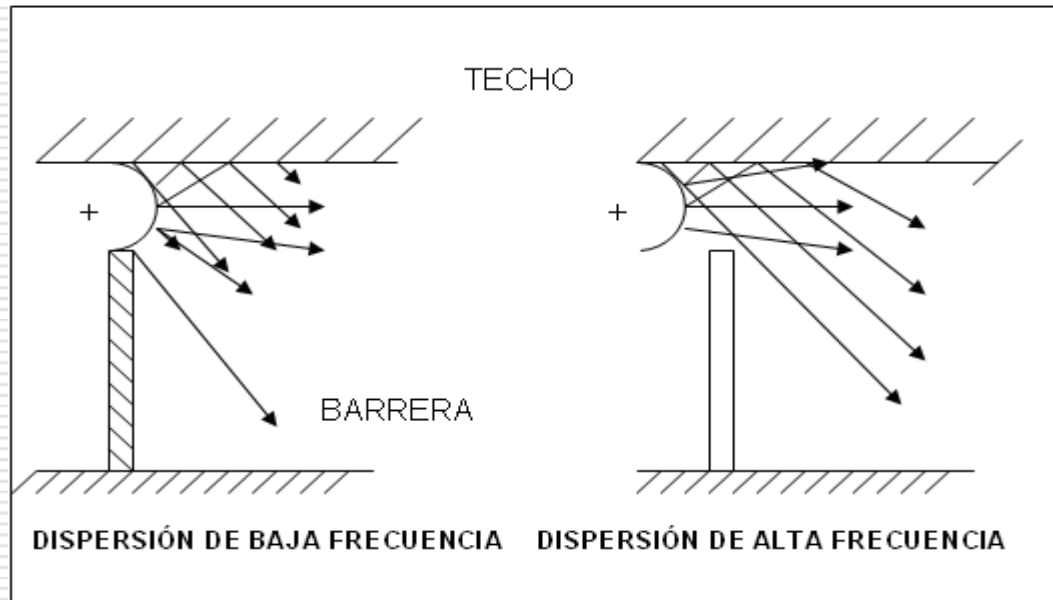 TECHO
BARRERA
DISPERSIÓN DE BAJA FRECUENCIA
DISPERSIÓN DE ALTA FRECUENCIA